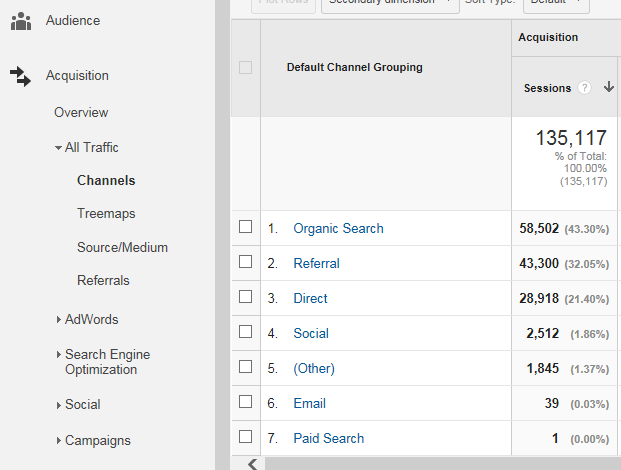 Plot Rows Secondary dimension Sort Type: Default
Audience
Acquisition
Overview
All Traffic
Channels
Treemaps
Source/Medium
Referrals
AdWords
Search Engine
Optimization
Social
Campaigns
Default Channel Grouping
Acquisition
Sessions ?
135,117
% of Total:
100.00%
(135,117)
1. Organic Search 58,502 (43.30%)
2. Referral 43,300 (32.05%)
3. Direct 28,918 (21.40%)
4. Social 2,512 (1.86%)
5. (Other) 1,845 (1.37%)
6. Email 39 (0.03%)
7. Paid Search 1 (0.00%)